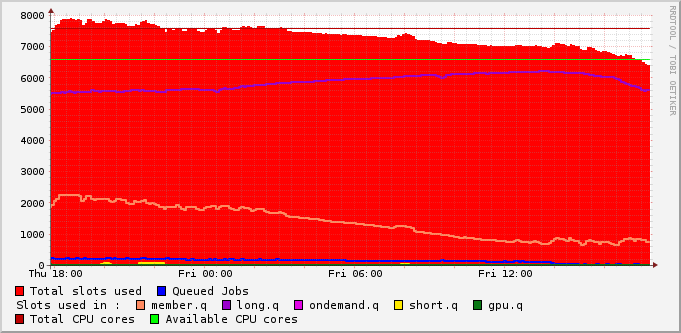 8000
7000
6000
5000
4000
3000
2000
1000
0
Thu 18:00 Fri 00:00 Fri 06:00 Fri 12:00
Total slots used Queued Jobs
Slots used in : member.q long.q ondemand.q short.q gpu.q
Total CPU cores Available CPU cores
RRDTOOL / TOBI OETIKER